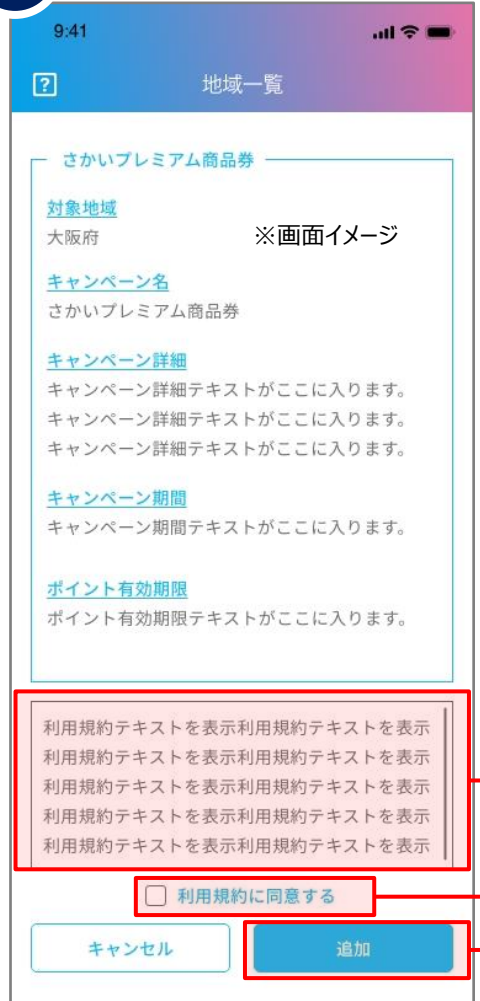 9:41
?
地域一覧
さかいプレミアム商品券
対象地域
大阪府
※画面イメージ
キャンペーン名
さかいプレミアム商品券
キャンペーン詳細
キャンペーン詳細テキストがここに入ります。
キャンペーン詳細テキストがここに入ります。
キャンペーン詳細テキストがここに入ります。
キャンペーン期間
キャンペーン期間テキストがここに入ります。
ポイント有効期限
ポイント有効期限テキストがここに入ります。
利用規約テキストを表示利用規約テキストを表示
利用規約テキストを表示利用規約テキストを表示
利用規約テキストを表示利用規約テキストを表示
利用規約テキストを表示利用規約テキストを表示
利用規約テキストを表示利用規約テキストを表示
利用規約に同意する
キャンセル
追加